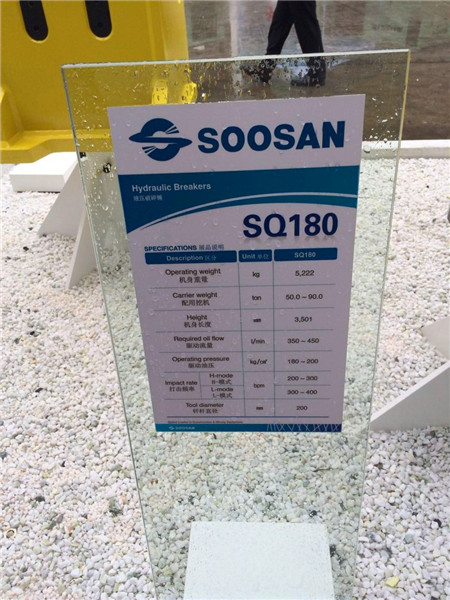 SOOSAN
Hydraulic Breakers
液压破碎锤
SQ180
SPECIFICATIONS 液品规格
Description 区分 Unit 单位 SQ180
Operating weight kg 5,222
机身重量
Carrier weight ton 50.0 ~ 90.0
配用挖机
Height mm 3,501
机身长度
Required oil flow l/min 350 ~ 450
驱动流量
Operating pressure kg/㎠ 180 ~ 200
驱动油压
Impact rate H-mode bpm 200 ~ 300
打击频率 H-模式
L-mode 300 ~ 400
L-模式
Tool diameter mm 200
钎杆直径
SOOSAN